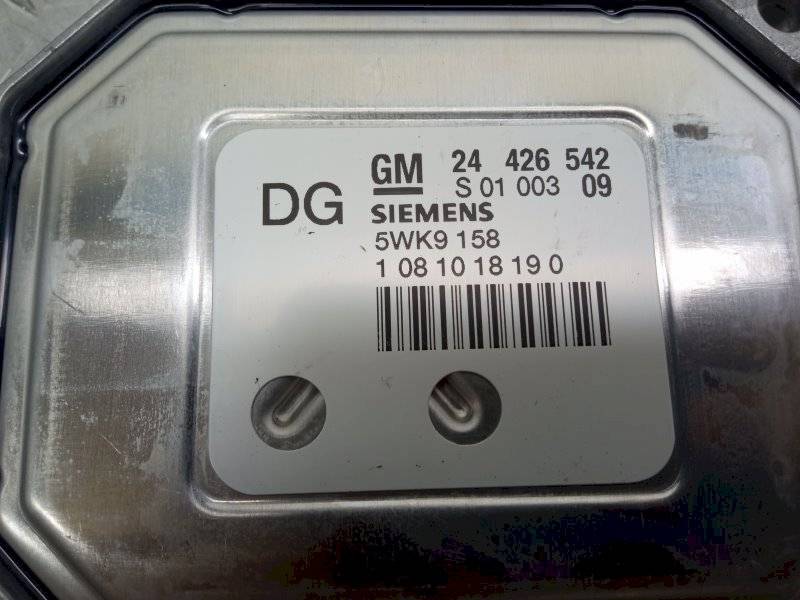 GM 24 426 542
DG S 01 003 09
SIEMENS
5WK9 158
1 08 10 18 19 0